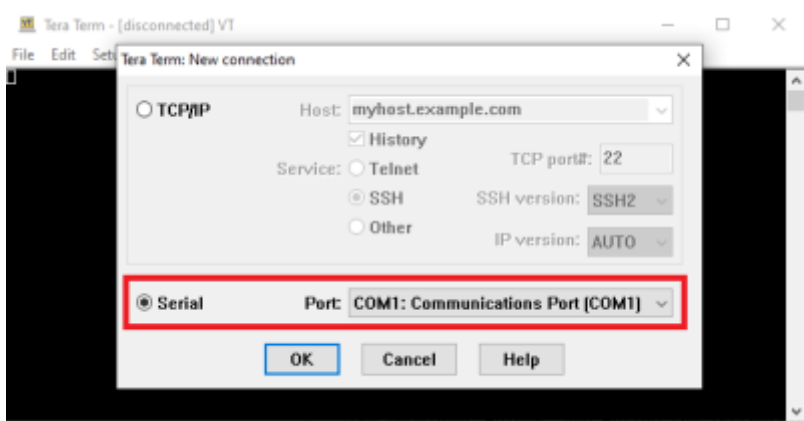 VT Tera Term - [disconnected] VT
File Edit Setu
Tera Term: New connection
TCP/IP Host: myhost.example.com
History
Service: Telnet TCP port#: 22
SSH SSH version: SSH2
Other IP version: AUTO
Serial Port: COM1: Communications Port (COM1)
OK Cancel Help